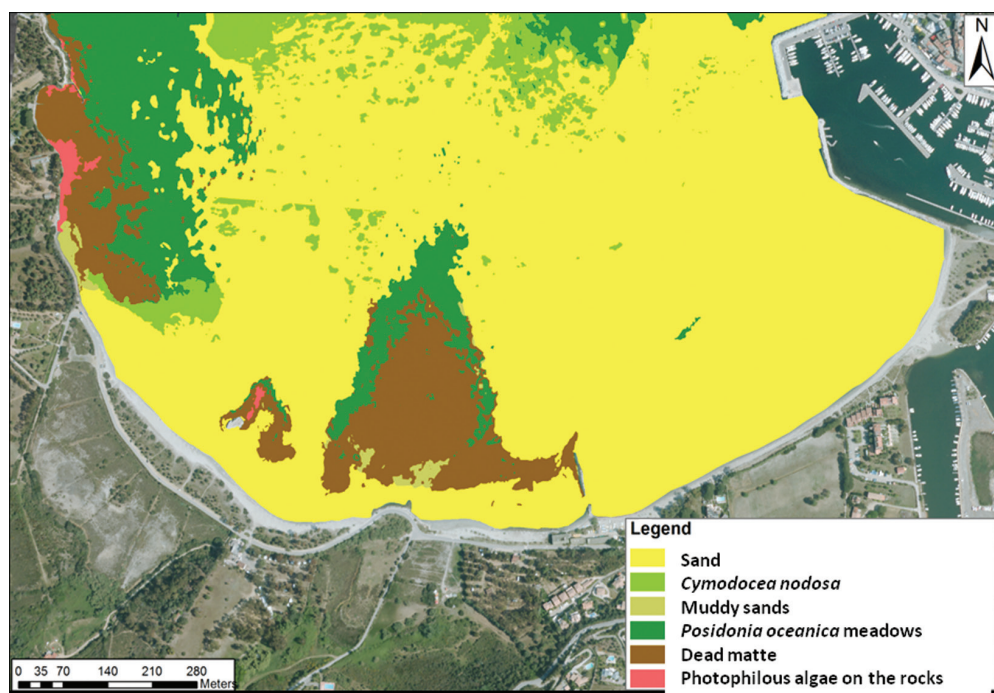 N
Legend
Sand
Cymodocea nodosa
Muddy sands
Posidonia oceanica meadows
Dead matte
Photophilous algae on the rocks
0 35 70 140 210 280
Meters